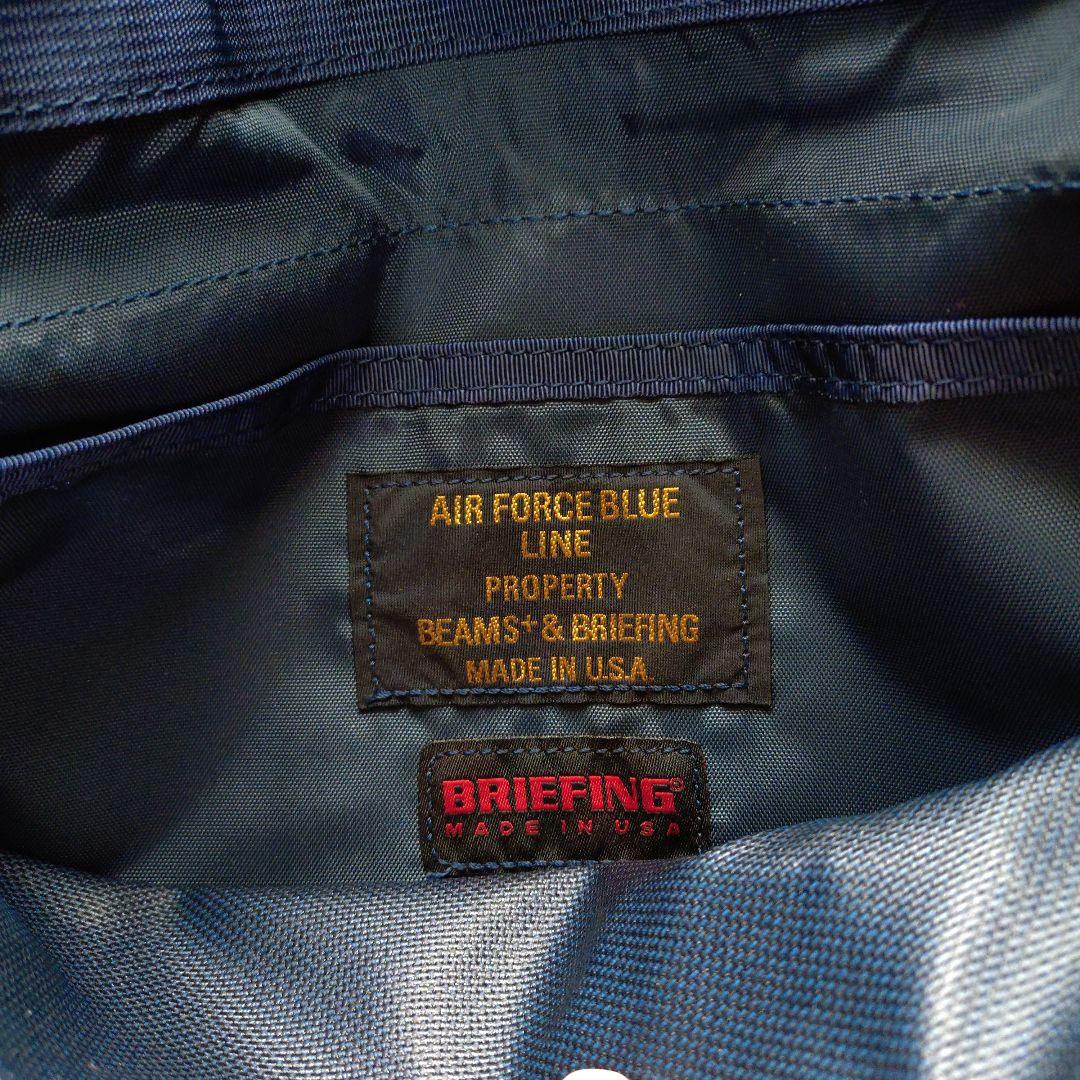 AIR FORCE BLUE
LINE
PROPERTY
BEAMS+ & BRIEFING
MADE IN U.S.A.
BRIEFING®
MADE IN USA